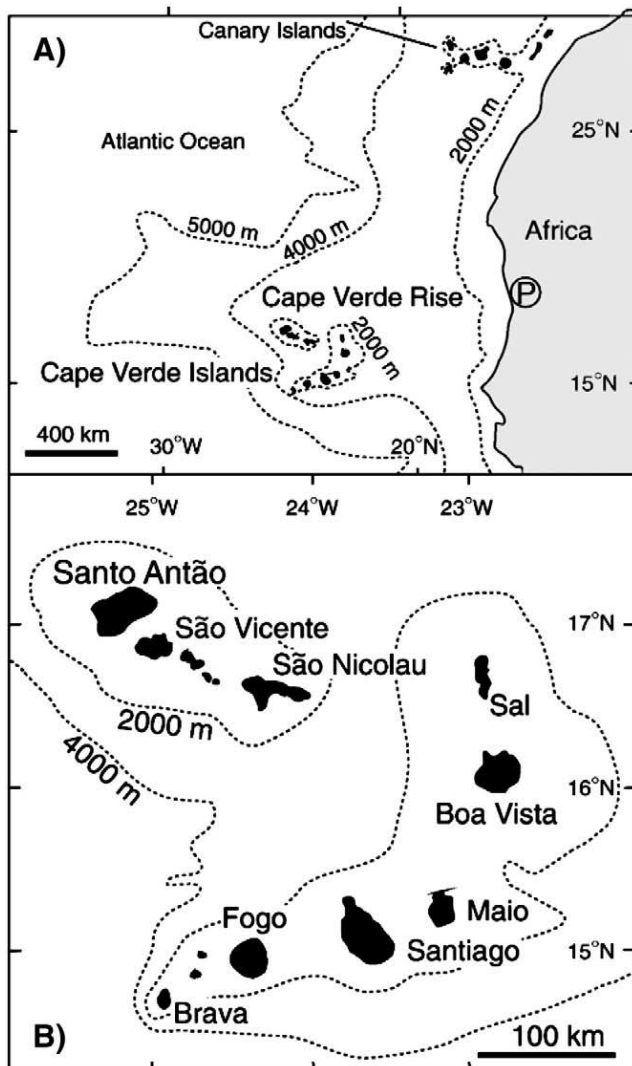 A)
Canary Islands
Atlantic Ocean
2000 m
25°N
5000 m
4000 m
Africa
P
Cape Verde Rise
2000 m
Cape Verde Islands
15°N
400 km
30°W
20°N
25°W
24°W
23°W
Santo Antão
São Vicente
17°N
São Nicolau
Sal
2000 m
4000 m
16°N
Boa Vista
Fogo
Maio
Santiago
15°N
Brava
B)
100 km